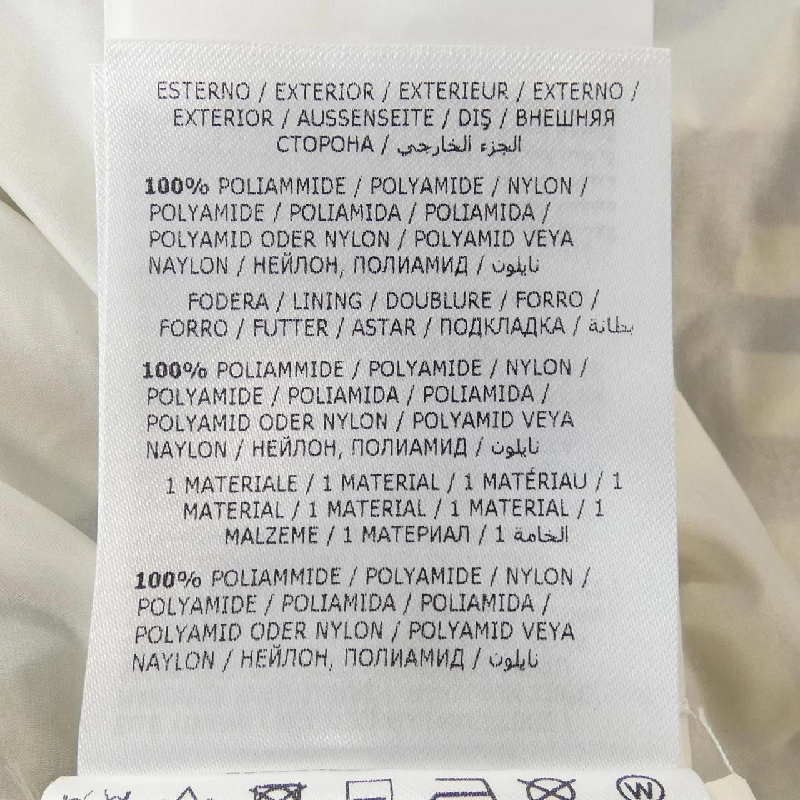 ESTERNO / EXTERIOR / EXTERIEUR / EXTERNO /
EXTERIOR / AUSSENSEITE / DIŞ / ВНЕШНЯЯ
СТОРОНА / الجزء الخارجي
100% POLIAMMIDE / POLYAMIDE / NYLON /
POLYAMIDE / POLIAMIDA / POLIAMIDA /
POLYAMID ODER NYLON / POLYAMID VEYA
NAYLON / НЕЙЛОН, ПОЛИАМИД / نايلون
FODERA / LINING / DOUBLURE / FORRO /
FORRO / FUTTER / ASTAR / ПОДКЛАДКА / بطانة
100% POLIAMMIDE / POLYAMIDE / NYLON /
POLYAMIDE / POLIAMIDA / POLIAMIDA /
POLYAMID ODER NYLON / POLYAMID VEYA
NAYLON / НЕЙЛОН, ПОЛИАМИД / نايلون
1 MATERIALE / 1 MATERIAL / 1 MATÉRIAU / 1
MATERIAL / 1 MATERIAL / 1 MATERIAL / 1
MALZEME / 1 МАТЕРИАЛ / 1 الخامة
100% POLIAMMIDE / POLYAMIDE / NYLON /
POLYAMIDE / POLIAMIDA / POLIAMIDA /
POLYAMID ODER NYLON / POLYAMID VEYA
NAYLON / НЕЙЛОН, ПОЛИАМИД / نايلون
W